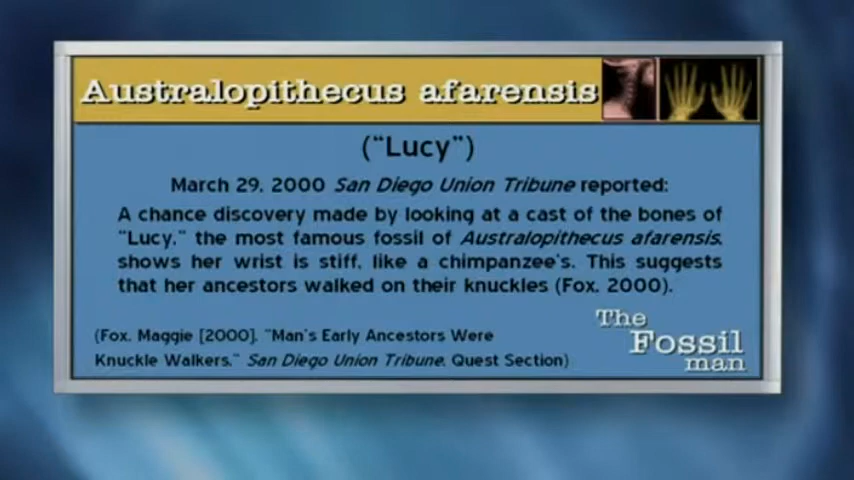 Australopithecus afarensis
("Lucy")
March 29, 2000 San Diego Union Tribune reported:
A chance discovery made by looking at a cast of the bones of
"Lucy," the most famous fossil of Australopithecus afarensis,
shows her wrist is stiff, like a chimpanzee's. This suggests
that her ancestors walked on their knuckles (Fox, 2000).
(Fox, Maggie [2000], "Man's Early Ancestors Were
Knuckle Walkers," San Diego Union Tribune, Quest Section)
The
Fossil
man